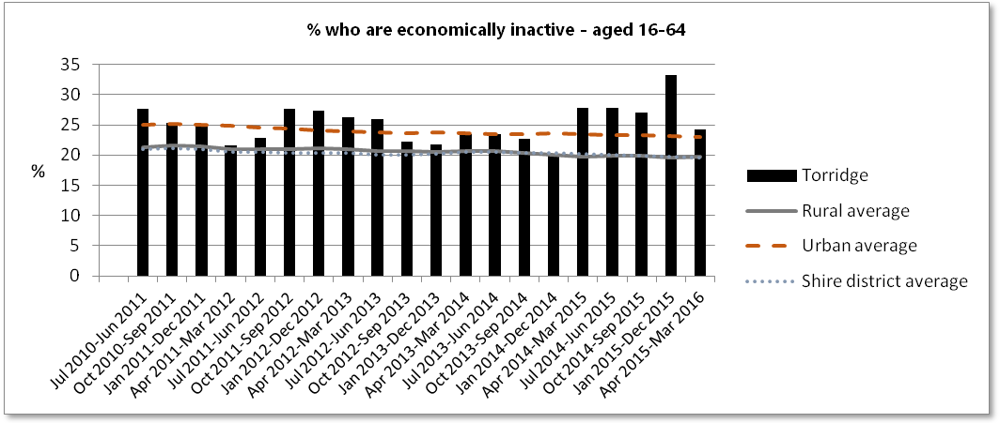 % who are economically inactive - aged 16-64
35
30
25
20
15
10
5
0
%
Jul 2010-Jun 2011
Oct 2010-Sep 2011
Jan 2011-Dec 2011
Apr 2011-Mar 2012
Jul 2011-Jun 2012
Oct 2011-Sep 2012
Jan 2012-Dec 2012
Apr 2012-Mar 2013
Jul 2012-Jun 2013
Oct 2012-Sep 2013
Jan 2013-Dec 2013
Apr 2013-Mar 2014
Jul 2013-Jun 2014
Oct 2013-Sep 2014
Jan 2014-Dec 2014
Apr 2014-Mar 2015
Jul 2014-Jun 2015
Oct 2014-Sep 2015
Jan 2015-Dec 2015
Apr 2015-Mar 2016
Torridge
Rural average
Urban average
Shire district average